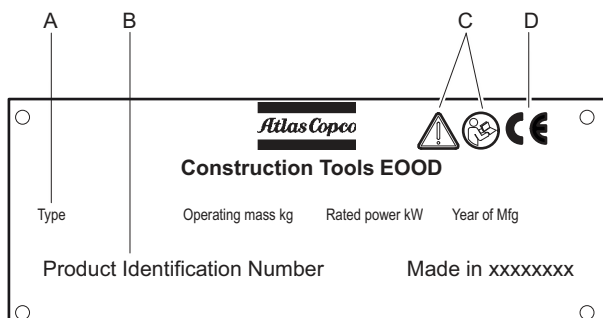 A B C D
Atlas Copco
CE
Construction Tools EOOD
Type Operating mass kg Rated power kW Year of Mfg
Product Identification Number Made in xxxxxxxx